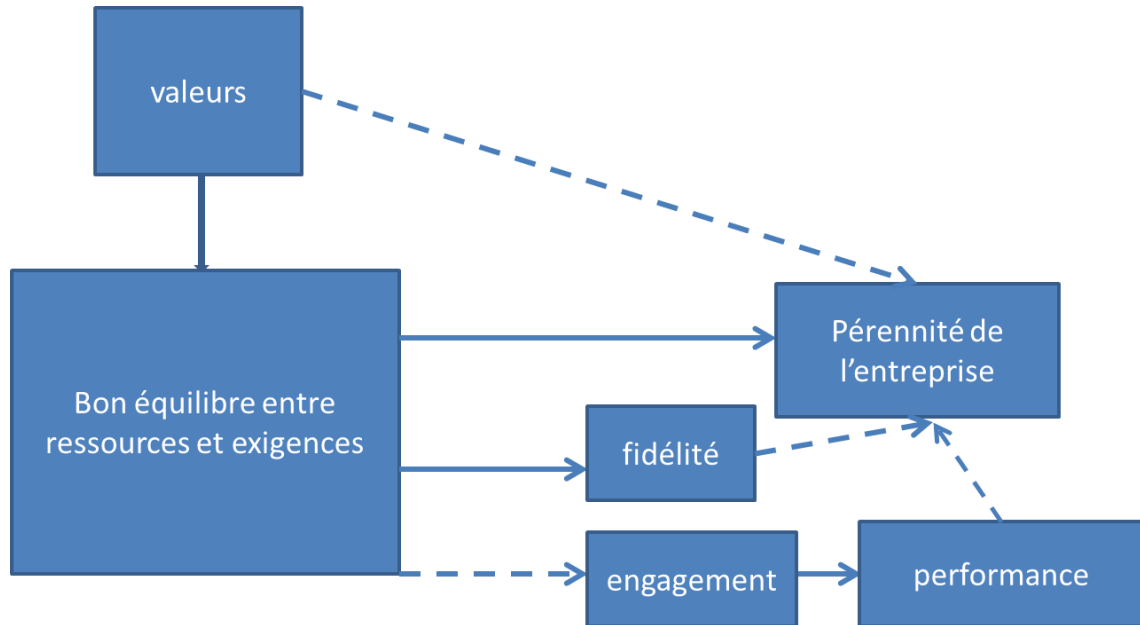 valeurs
Bon équilibre entre
ressources et exigences
Pérennité de
l’entreprise
fidélité
engagement
performance